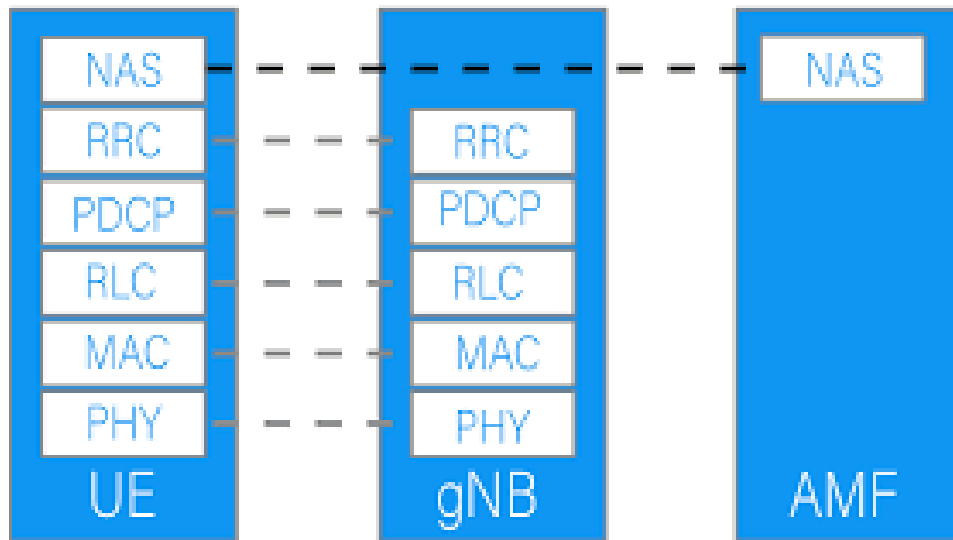 NAS
RRC
PDCP
RLC
MAC
PHY
UE
RRC
PDCP
RLC
MAC
PHY
gNB
NAS
AMF